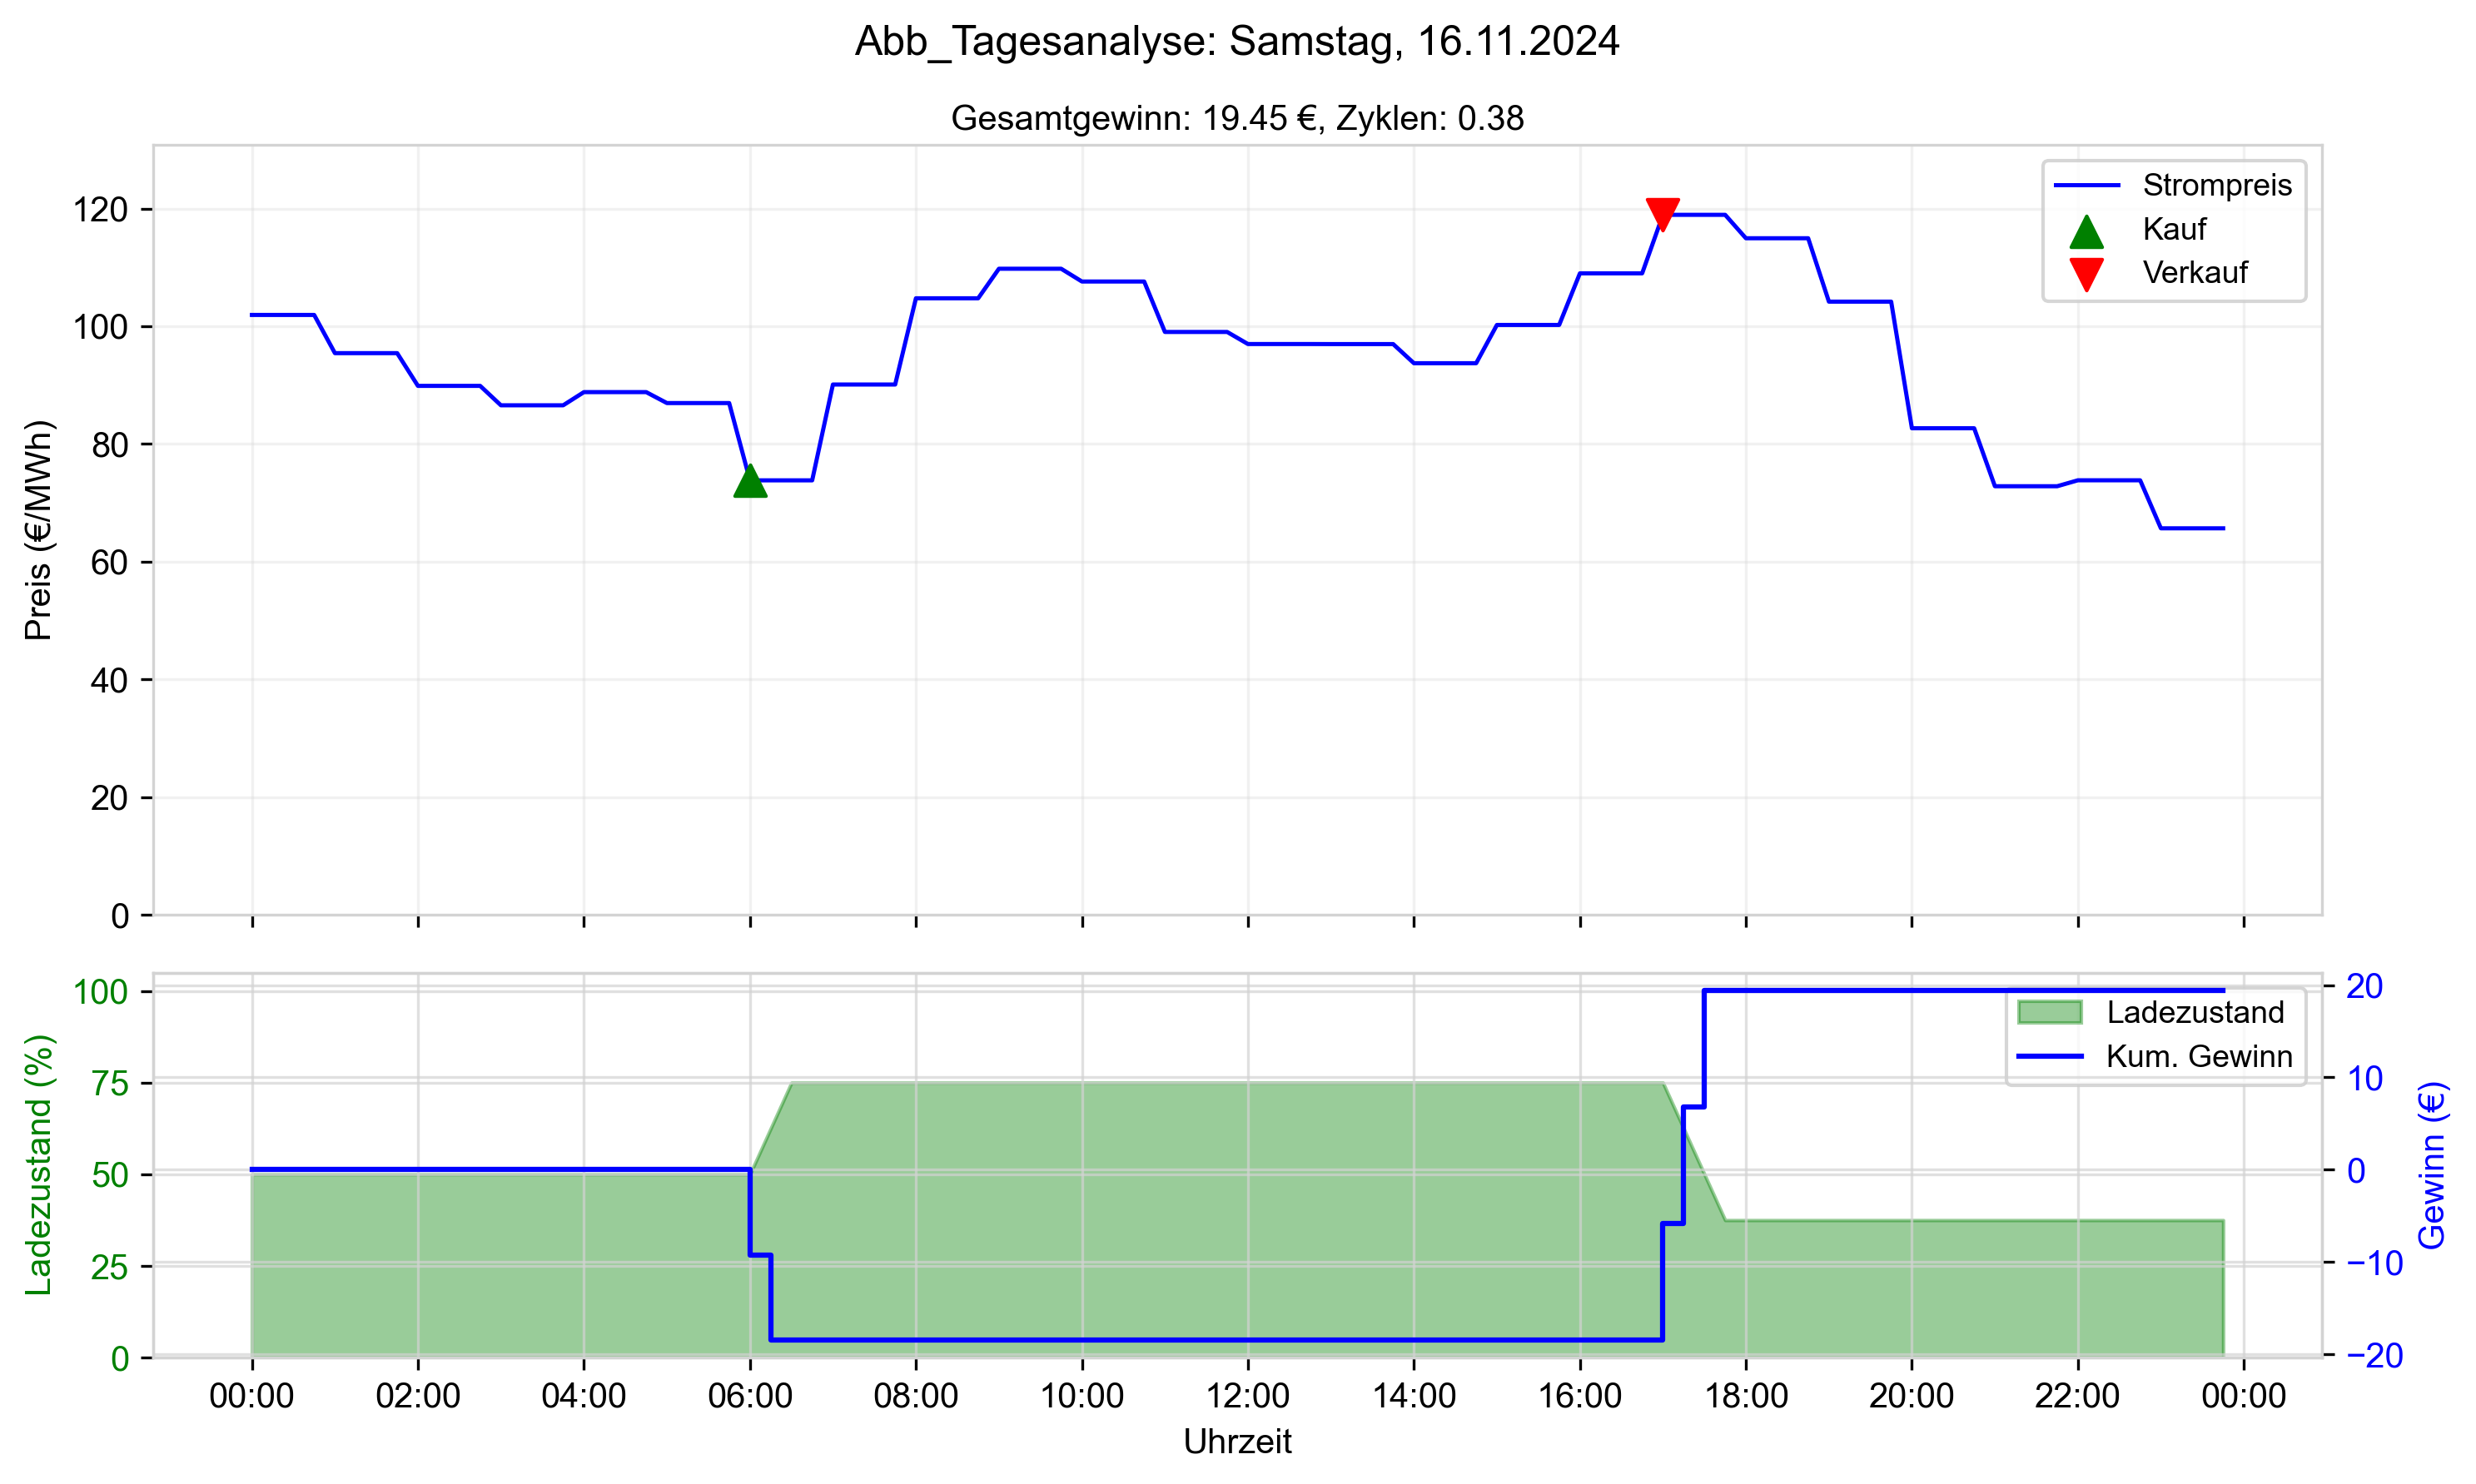 Abb_Tagesanalyse: Samstag, 16.11.2024
Gesamtgewinn: 19.45 €, Zyklen: 0.38
Strompreis
Kauf
Verkauf
Preis (€/MWh)
120
100
80
60
40
20
0
Ladezustand (%)
100
75
50
25
0
Ladezustand
Kum. Gewinn
20
10
0
−10
−20
Gewinn (€)
00:00 02:00 04:00 06:00 08:00 10:00 12:00 14:00 16:00 18:00 20:00 22:00 00:00
Uhrzeit